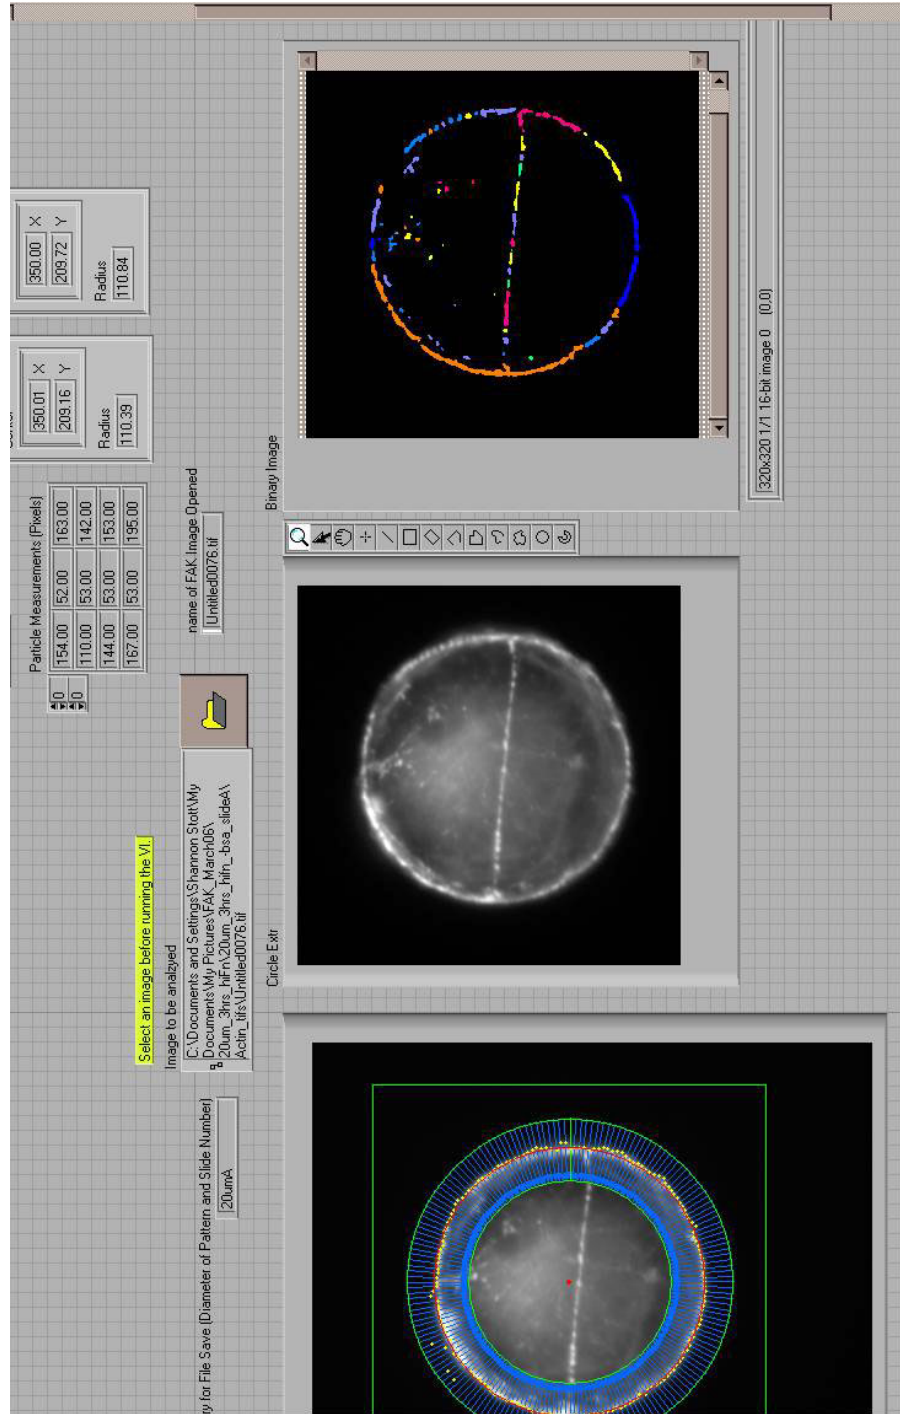 Select an image before running the VI.
Image to be analzyed
C:\Documents and Settings\Shannon Stott\My
Documents\My Pictures\FAK_March06\
20um_3hrs_hiFn\20um_3hrs_hifn_-bsa_slideA\
Actin_tifs\Untitled0076.tif
ry for File Save (Diameter of Pattern and Slide Number)
20umA
Particle Measurements (Pixels)
0
0
154.00 52.00 163.00
110.00 53.00 142.00
144.00 53.00 153.00
167.00 53.00 195.00
name of FAK Image Opened
Untitled0076.tif
350.01 X
209.16 Y
Radius
110.39
350.00 X
209.72 Y
Radius
110.84
Circle Extr
Binary Image
320x320 1/1 16-bit image 0 (0,0)